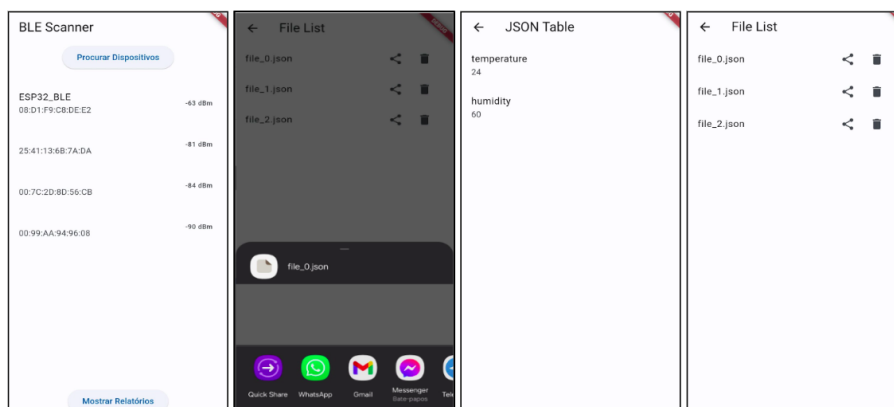 BLE Scanner
Procurar Dispositivos
ESP32_BLE
08:D1:F9:C8:DE:E2
-63 dBm
25:41:13:6B:7A:DA
-81 dBm
00:7C:2D:8D:56:CB
-84 dBm
00:99:AA:94:96:08
-90 dBm
Mostrar Relatórios
File List
file_0.json
file_1.json
file_2.json
file_0.json
Quick Share
WhatsApp
Gmail
Messenger
Bate-papos
JSON Table
temperature
24
humidity
60
File List
file_0.json
file_1.json
file_2.json